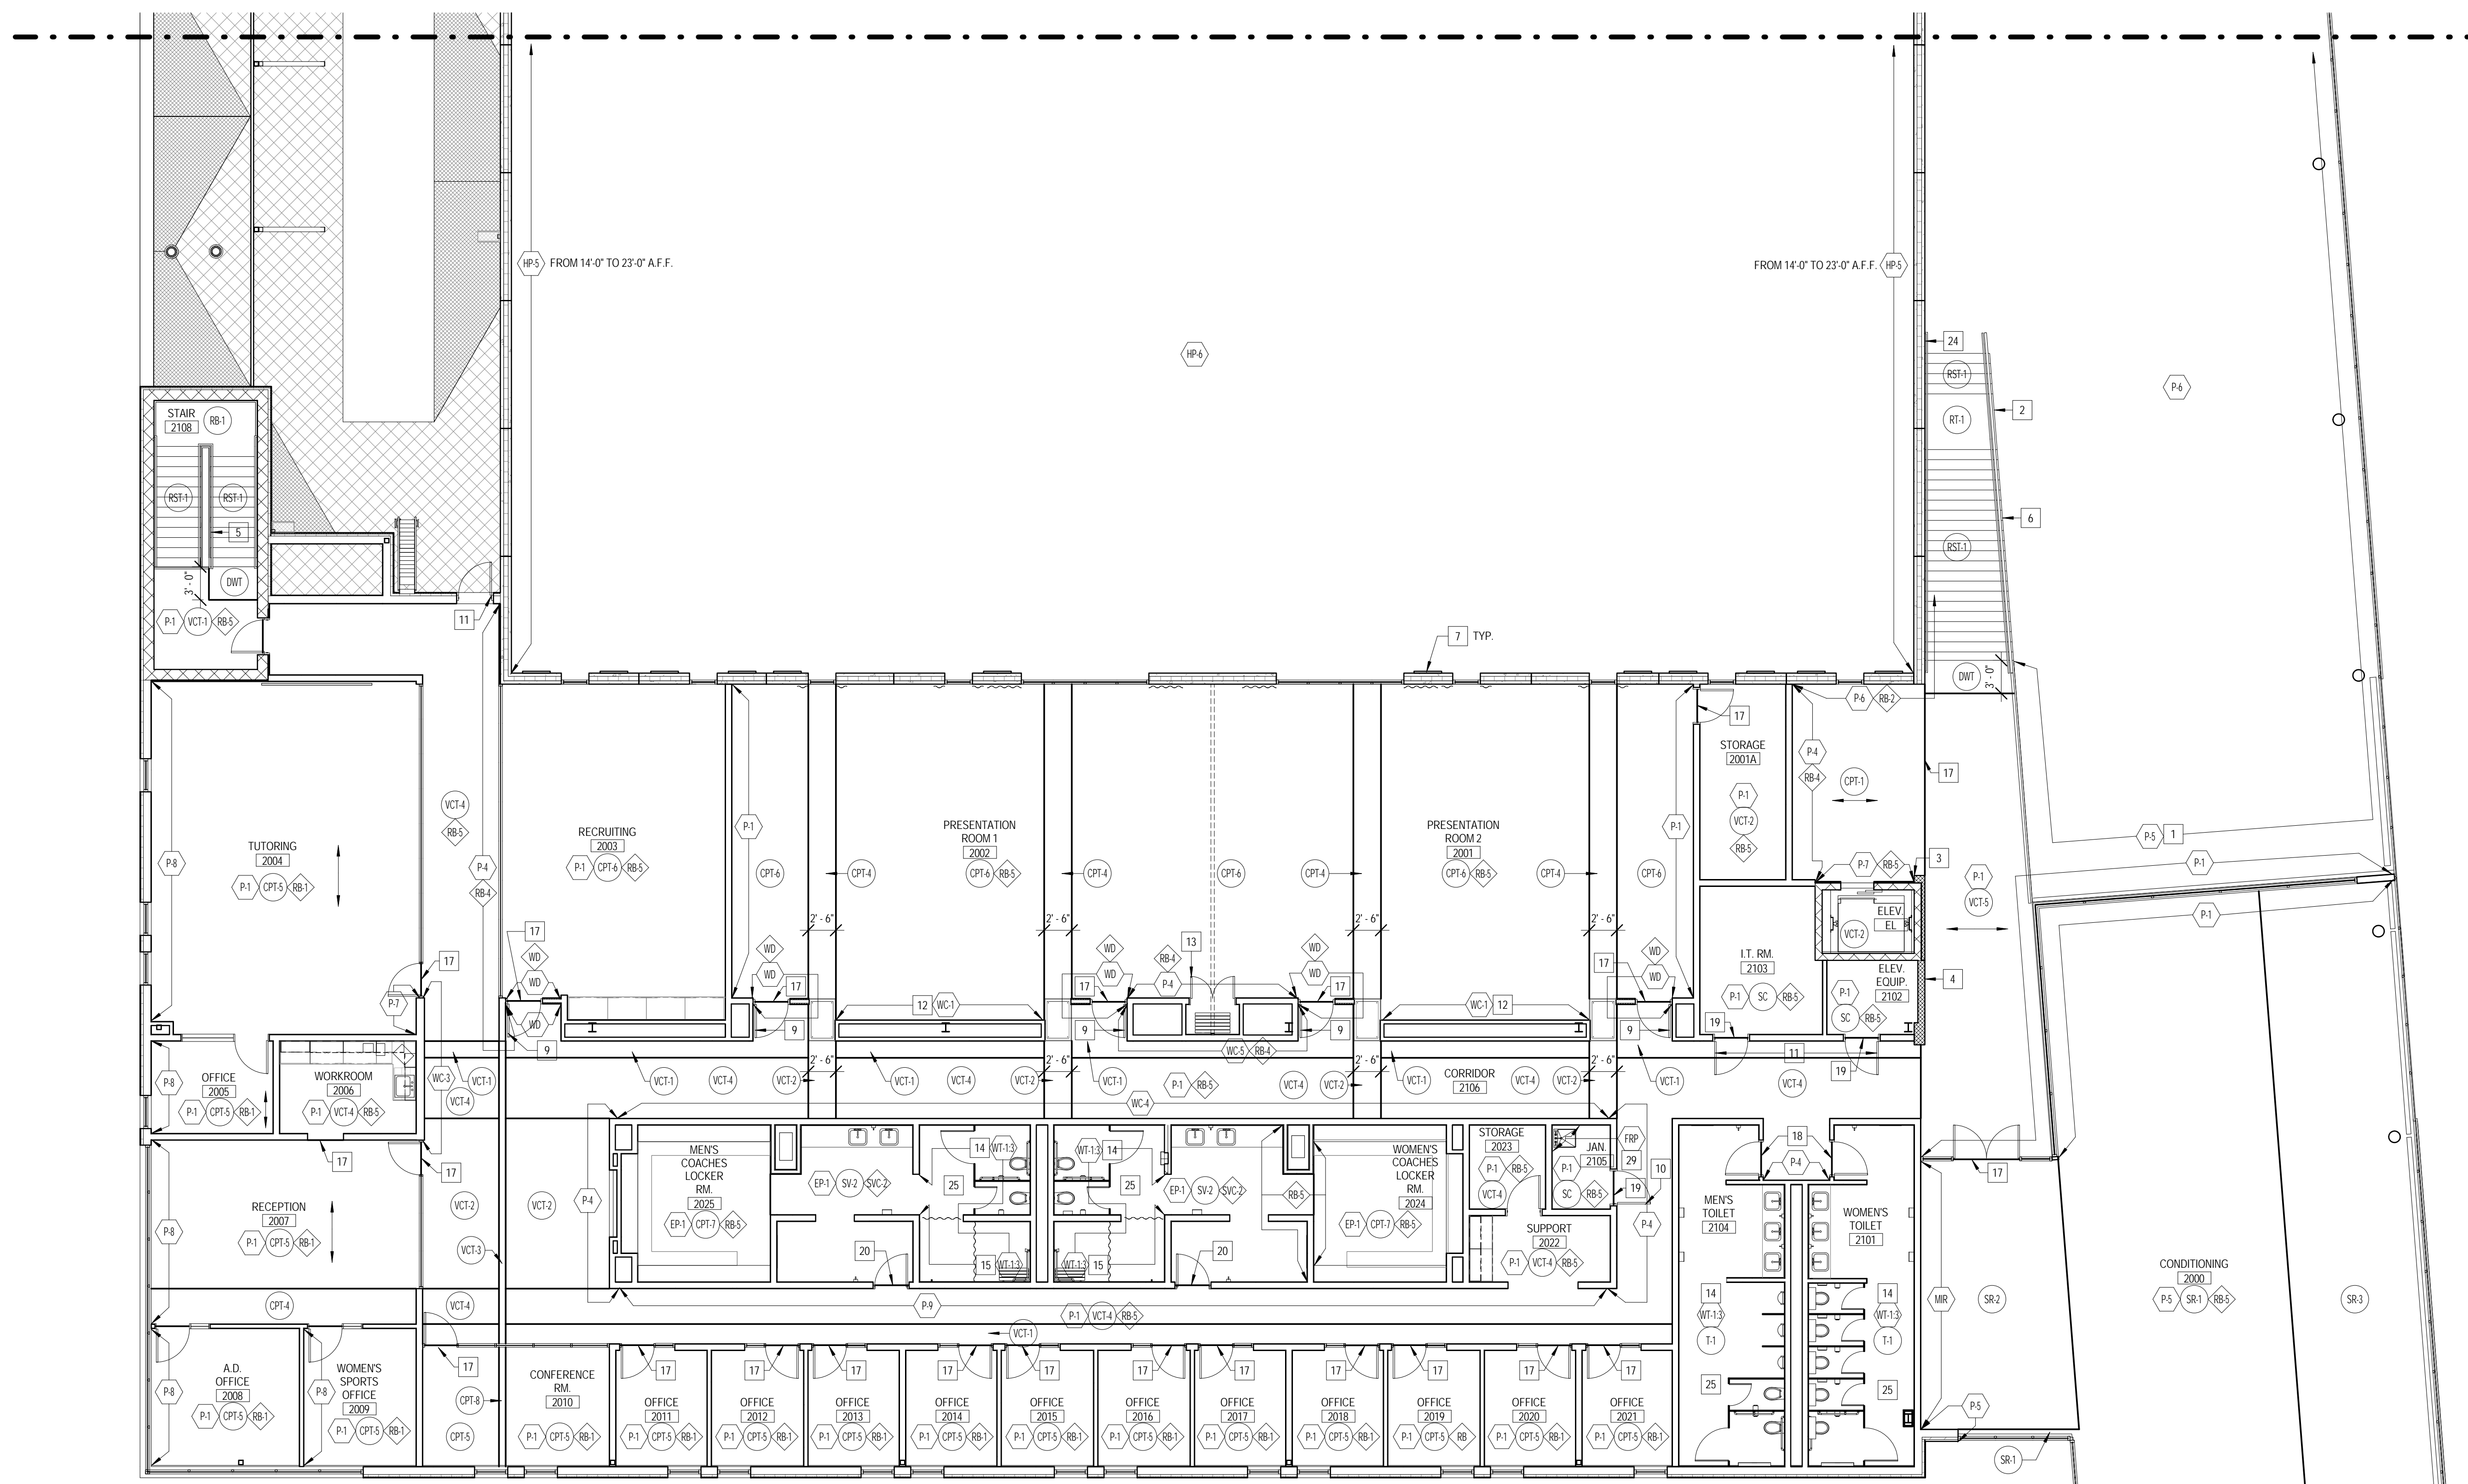 HP-5 FROM 14'-0" TO 23'-0" A.F.F.
FROM 14'-0" TO 23'-0" A.F.F. HP-5
24
HP-6
RST-1
P-6
2
RT-1
STAIR
2108
RB-1
RST-1
RST-1
5
6
RST-1
DWT
3' - 0"
P-1
VCT-1
RB-5
11
7 TYP.
DWT
3' - 0"
P-6
RB-2
17
STORAGE
2001A
P-1
VCT-2
RB-5
P-4
RB-4
CPT-1
17
VCT-4
RB-5
TUTORING
2004
P-8
P-1
CPT-5
RB-1
P-4
RB-4
RECRUITING
2003
P-1
CPT-6
RB-5
P-1
CPT-6
CPT-4
PRESENTATION
ROOM 1
2002
CPT-6
RB-5
CPT-4
CPT-6
CPT-4
PRESENTATION
ROOM 2
2001
CPT-6
RB-5
CPT-4
CPT-6
P-1
P-5
1
P-7
RB-5
3
P-1
P-1
VCT-5
P-1
2' - 6"
2' - 6"
2' - 6"
2' - 6"
ELEV.
EL
VCT-2
17
WD
WD
WD
WD
17
WD
WD
17
RB-4
P-4
13
WD
WD
17
17
WD
WD
17
P-7
12
WC-1
WC-1
12
9
9
9
9
9
WC-5
RB-4
I.T. RM.
2103
P-1
SC
RB-5
ELEV.
EQUIP.
2102
P-1
SC
RB-5
4
19
11
19
OFFICE
2005
P-8
P-1
CPT-5
RB-1
WORKROOM
2006
P-1
VCT-4
RB-5
WC-3
VCT-1
VCT-4
2' - 6"
2' - 6"
2' - 6"
2' - 6"
VCT-1
VCT-4
VCT-2
VCT-1
VCT-4
VCT-2
VCT-1
P-1
RB-5
VCT-4
VCT-2
VCT-1
CORRIDOR
2106
VCT-4
VCT-2
VCT-1
VCT-4
WC-4
17
17
RECEPTION
2007
P-8
P-1
CPT-5
RB-1
VCT-2
VCT-2
VCT-3
P-4
MEN'S
COACHES
LOCKER
RM.
2025
EP-1
CPT-7
RB-5
EP-1
SV-2
SVC-2
20
14
WT-1:3
25
15
WT-1:3
WT-1:3
14
25
WT-1:3
15
EP-1
SV-2
SVC-2
20
RB-5
WOMEN'S
COACHES
LOCKER
RM.
2024
EP-1
CPT-7
RB-5
STORAGE
2023
P-1
RB-5
VCT-4
JAN.
2105
P-1
SC
RB-5
FRP
29
10
19
P-4
SUPPORT
2022
P-1
VCT-4
RB-5
18
P-4
17
MEN'S
TOILET
2104
WOMEN'S
TOILET
2101
14
WT-1:3
T-1
25
14
WT-1:3
T-1
25
MIR
SR-2
CONDITIONING
2000
P-5
SR-1
RB-5
SR-3
P-5
SR-1
CPT-4
VCT-4
P-9
P-1
VCT-4
RB-5
VCT-1
17
A.D.
OFFICE
2008
P-8
P-1
CPT-5
RB-1
WOMEN'S
SPORTS
OFFICE
2009
P-8
P-1
CPT-5
RB-1
CPT-8
CPT-5
CONFERENCE
RM.
2010
P-1
CPT-5
RB-1
17
OFFICE
2011
P-1
CPT-5
RB-1
17
OFFICE
2012
P-1
CPT-5
RB-1
17
OFFICE
2013
P-1
CPT-5
RB-1
17
OFFICE
2014
P-1
CPT-5
RB-1
17
OFFICE
2015
P-1
CPT-5
RB-1
17
OFFICE
2016
P-1
CPT-5
RB-1
17
OFFICE
2017
P-1
CPT-5
RB-1
17
OFFICE
2018
P-1
CPT-5
RB-1
17
OFFICE
2019
P-1
CPT-5
RB
17
OFFICE
2020
P-1
CPT-5
RB-1
17
OFFICE
2021
P-1
CPT-5
RB-1